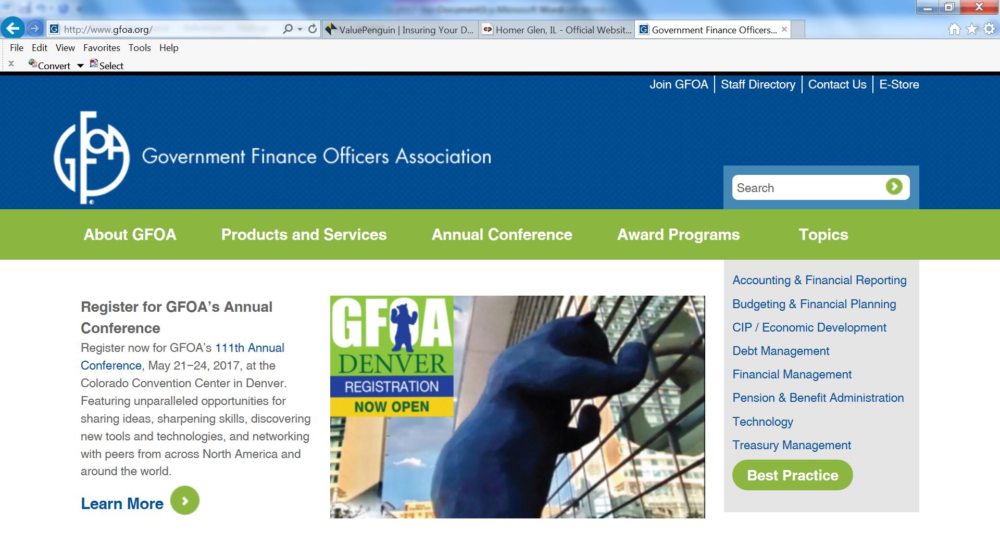 http://www.gfoa.org/
ValuePenguin | Insuring Your D...
Homer Glen, IL - Official Websit...
Government Finance Officers...
File Edit View Favorites Tools Help
x Convert Select
Join GFOA | Staff Directory | Contact Us | E-Store
GFOA
Government Finance Officers Association
Search
About GFOA Products and Services Annual Conference Award Programs Topics
Register for GFOA’s Annual
Conference
Register now for GFOA’s 111th Annual
Conference, May 21–24, 2017, at the
Colorado Convention Center in Denver.
Featuring unparalleled opportunities for
sharing ideas, sharpening skills, discovering
new tools and technologies, and networking
with peers from across North America and
around the world.
Learn More
GFOA
DENVER
REGISTRATION
NOW OPEN
Accounting & Financial Reporting
Budgeting & Financial Planning
CIP / Economic Development
Debt Management
Financial Management
Pension & Benefit Administration
Technology
Treasury Management
Best Practice